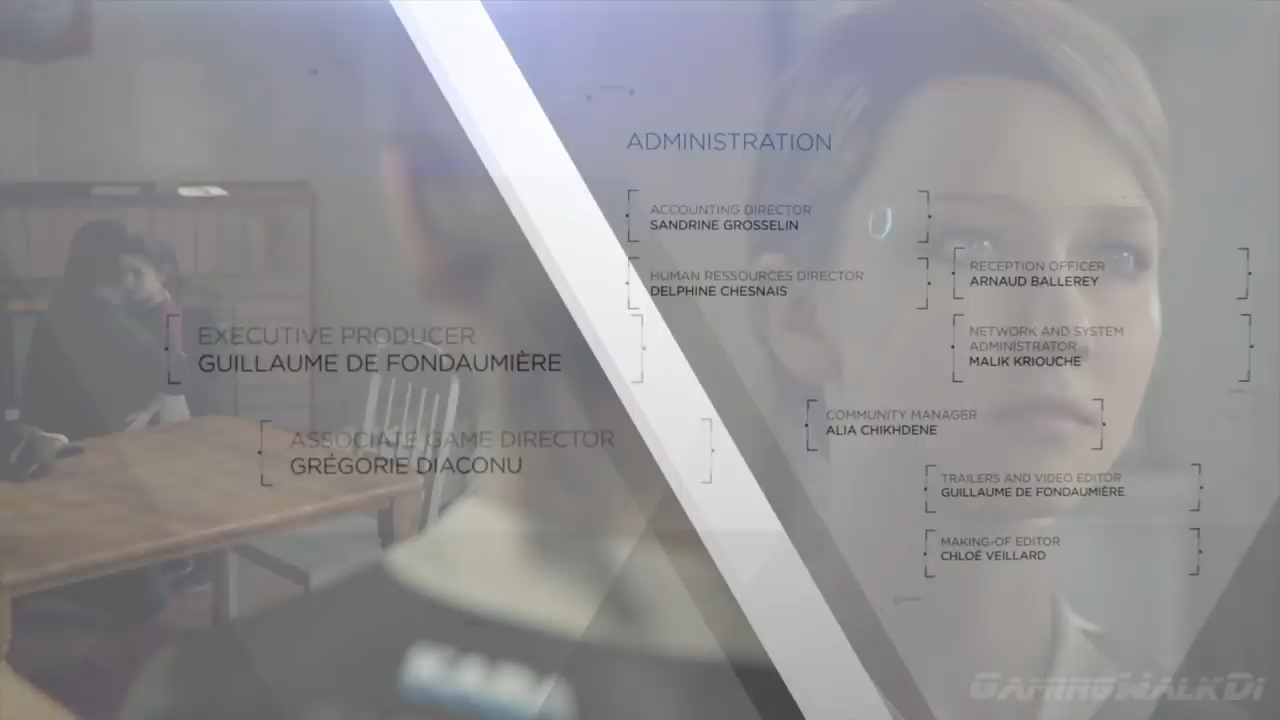 ADMINISTRATION
ACCOUNTING DIRECTOR
SANDRINE GROSSELIN
HUMAN RESSOURCES DIRECTOR
DELPHINE CHESNAIS
RECEPTION OFFICER
ARNAUD BALLEREY
EXECUTIVE PRODUCER
GUILLAUME DE FONDAUMIÈRE
NETWORK AND SYSTEM
ADMINISTRATOR
MALIK KRIOUCHE
COMMUNITY MANAGER
ALIA CHIKHDENE
ASSOCIATE GAME DIRECTOR
GRÉGORIE DIACONU
TRAILERS AND VIDEO EDITOR
GUILLAUME DE FONDAUMIÈRE
MAKING-OF EDITOR
CHLOÉ VEILLARD
KARA
GAMINGWALKDI